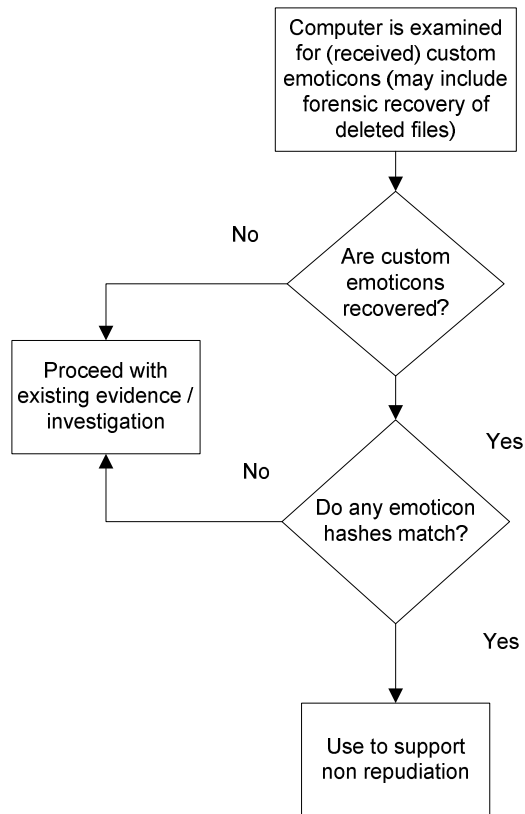 Computer is examined
for (received) custom
emoticons (may include
forensic recovery of
deleted files)
No
Are custom
emoticons
recovered?
Proceed with
existing evidence /
investigation
Yes
No
Do any emoticon
hashes match?
Yes
Use to support
non repudiation